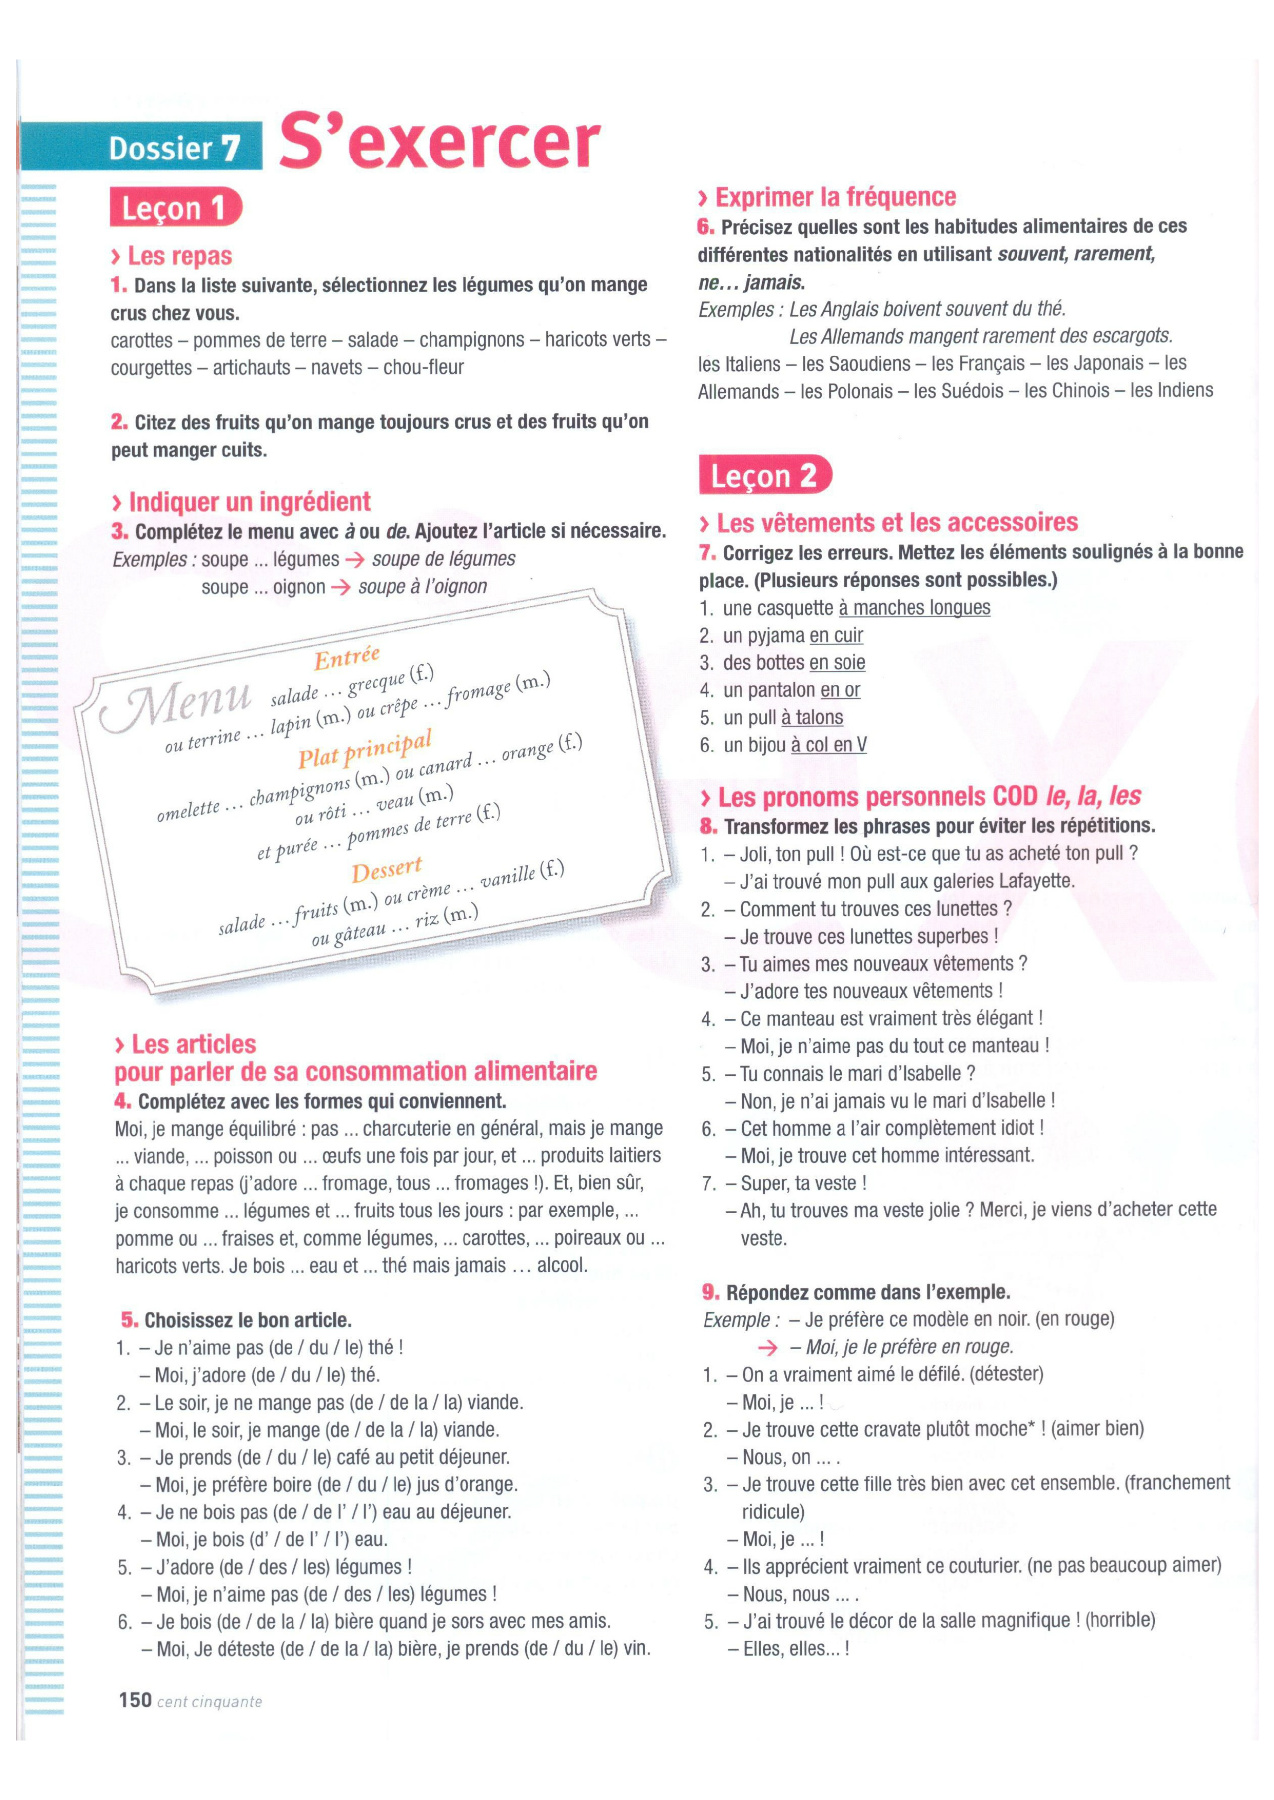 Dossier 7 S'exercer
Leçon 1
› Les repas
1. Dans la liste suivante, sélectionnez les légumes qu'on mange
crus chez vous.
carottes – pommes de terre – salade – champignons – haricots verts –
courgettes – artichauts – navets – chou-fleur
2. Citez des fruits qu'on mange toujours crus et des fruits qu'on
peut manger cuits.
› Indiquer un ingrédient
3. Complétez le menu avec à ou de. Ajoutez l'article si nécessaire.
Exemples : soupe ... légumes → soupe de légumes
soupe ... oignon → soupe à l'oignon
Menu
Entrée
salade ... grecque (f.)
ou terrine ... lapin (m.) ou crêpe ... fromage (m.)
Plat principal
omelette ... champignons (m.) ou canard ... orange (f.)
ou rôti ... veau (m.)
et purée ... pommes de terre (f.)
Dessert
salade ... fruits (m.) ou crème ... vanille (f.)
ou gâteau ... riz (m.)
› Les articles
pour parler de sa consommation alimentaire
4. Complétez avec les formes qui conviennent.
Moi, je mange équilibré : pas ... charcuterie en général, mais je mange
... viande, ... poisson ou ... œufs une fois par jour, et ... produits laitiers
à chaque repas (j'adore ... fromage, tous ... fromages !). Et, bien sûr,
je consomme ... légumes et ... fruits tous les jours : par exemple, ...
pomme ou ... fraises et, comme légumes, ... carottes, ... poireaux ou ...
haricots verts. Je bois ... eau et ... thé mais jamais ... alcool.
5. Choisissez le bon article.
1. – Je n'aime pas (de / du / le) thé !
– Moi, j'adore (de / du / le) thé.
2. – Le soir, je ne mange pas (de / de la / la) viande.
– Moi, le soir, je mange (de / de la / la) viande.
3. – Je prends (de / du / le) café au petit déjeuner.
– Moi, je préfère boire (de / du / le) jus d'orange.
4. – Je ne bois pas (de / de l' / l') eau au déjeuner.
– Moi, je bois (d' / de l' / l') eau.
5. – J'adore (de / des / les) légumes !
– Moi, je n'aime pas (de / des / les) légumes !
6. – Je bois (de / de la / la) bière quand je sors avec mes amis.
– Moi, Je déteste (de / de la / la) bière, je prends (de / du / le) vin.
150 cent cinquante
› Exprimer la fréquence
6. Précisez quelles sont les habitudes alimentaires de ces
différentes nationalités en utilisant souvent, rarement,
ne... jamais.
Exemples : Les Anglais boivent souvent du thé.
Les Allemands mangent rarement des escargots.
les Italiens – les Saoudiens – les Français – les Japonais – les
Allemands – les Polonais – les Suédois – les Chinois – les Indiens
Leçon 2
› Les vêtements et les accessoires
7. Corrigez les erreurs. Mettez les éléments soulignés à la bonne
place. (Plusieurs réponses sont possibles.)
1. une casquette à manches longues
2. un pyjama en cuir
3. des bottes en soie
4. un pantalon en or
5. un pull à talons
6. un bijou à col en V
› Les pronoms personnels COD le, la, les
8. Transformez les phrases pour éviter les répétitions.
1. – Joli, ton pull ! Où est-ce que tu as acheté ton pull ?
– J'ai trouvé mon pull aux galeries Lafayette.
2. – Comment tu trouves ces lunettes ?
– Je trouve ces lunettes superbes !
3. – Tu aimes mes nouveaux vêtements ?
– J'adore tes nouveaux vêtements !
4. – Ce manteau est vraiment très élégant !
– Moi, je n'aime pas du tout ce manteau !
5. – Tu connais le mari d'Isabelle ?
– Non, je n'ai jamais vu le mari d'Isabelle !
6. – Cet homme a l'air complètement idiot !
– Moi, je trouve cet homme intéressant.
7. – Super, ta veste !
– Ah, tu trouves ma veste jolie ? Merci, je viens d'acheter cette
veste.
9. Répondez comme dans l'exemple.
Exemple : – Je préfère ce modèle en noir. (en rouge)
→ – Moi, je le préfère en rouge.
1. – On a vraiment aimé le défilé. (détester)
– Moi, je ... !
2. – Je trouve cette cravate plutôt moche* ! (aimer bien)
– Nous, on ... .
3. – Je trouve cette fille très bien avec cet ensemble. (franchement
ridicule)
– Moi, je ... !
4. – Ils apprécient vraiment ce couturier. (ne pas beaucoup aimer)
– Nous, nous ... .
5. – J'ai trouvé le décor de la salle magnifique ! (horrible)
– Elles, elles... !